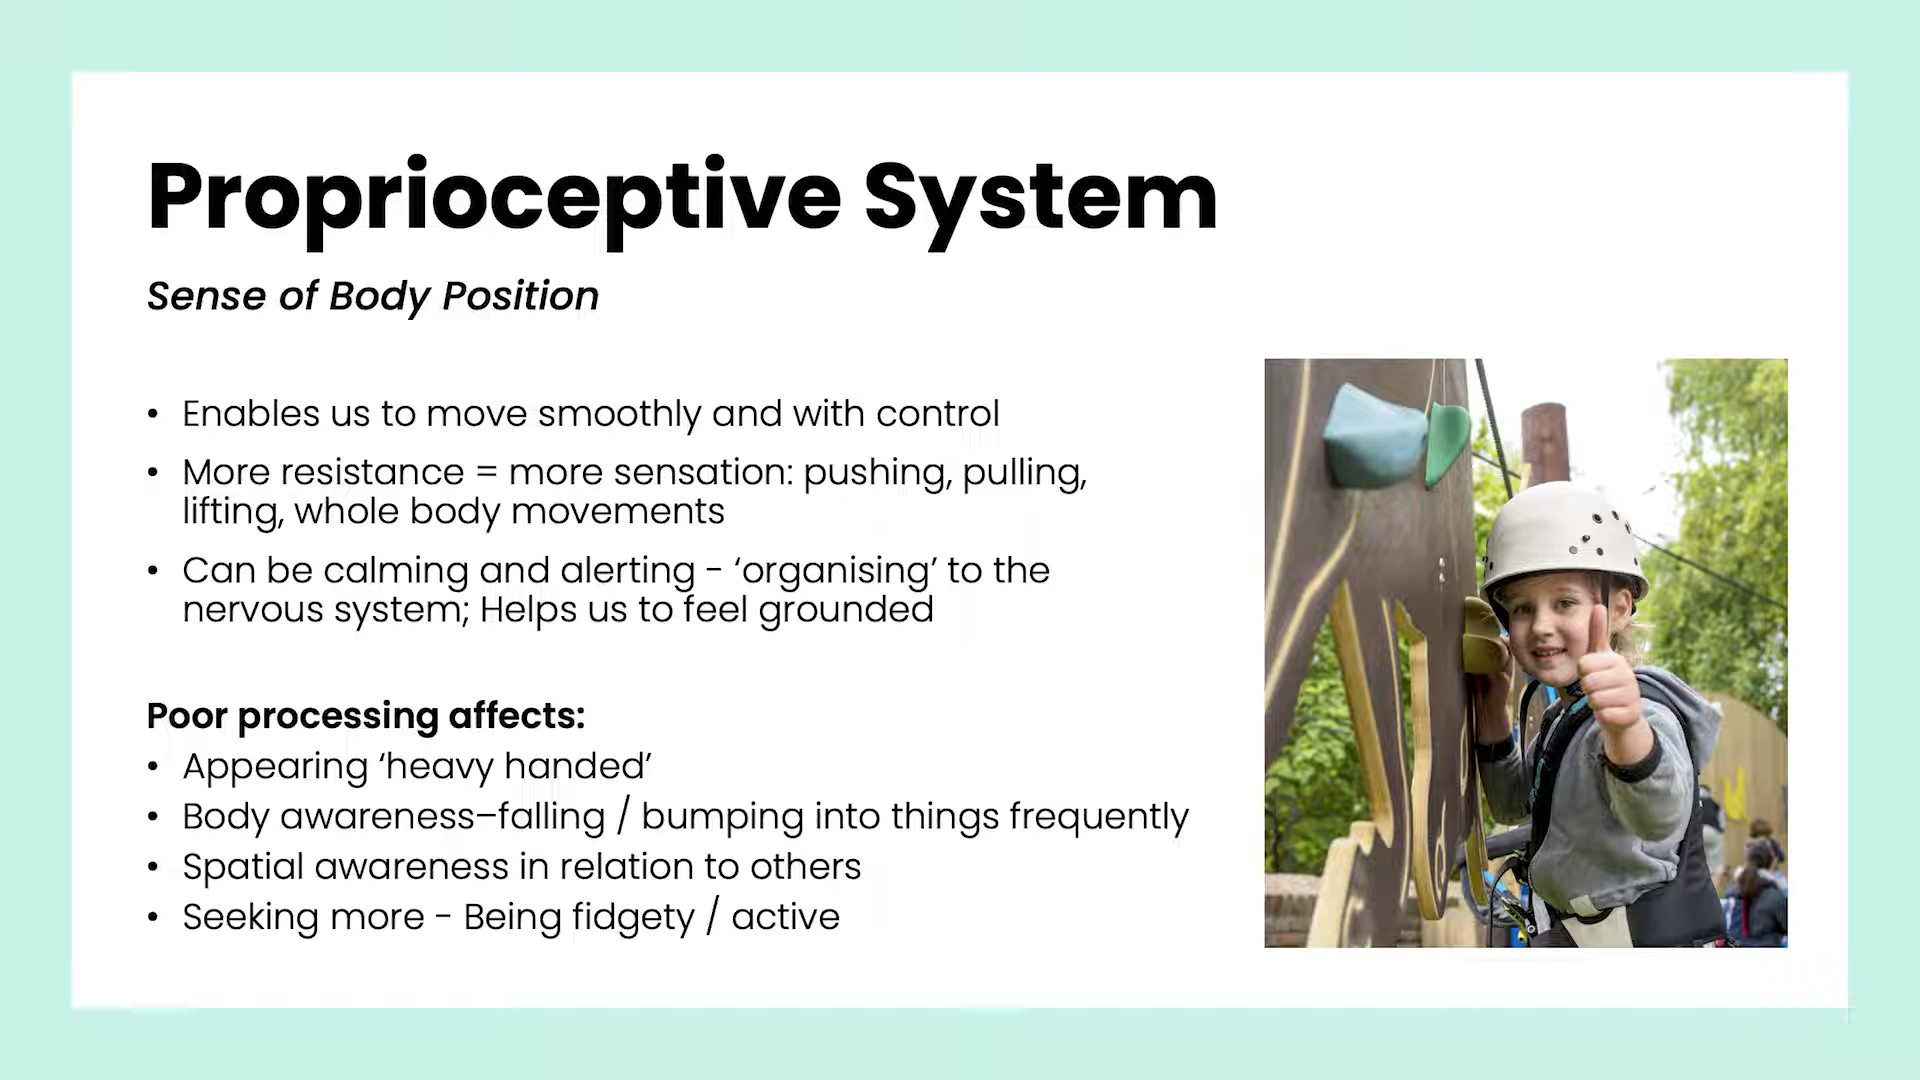 Proprioceptive System
Sense of Body Position
• Enables us to move smoothly and with control
• More resistance = more sensation: pushing, pulling,
lifting, whole body movements
• Can be calming and alerting - ‘organising’ to the
nervous system; Helps us to feel grounded
Poor processing affects:
• Appearing ‘heavy handed’
• Body awareness–falling / bumping into things frequently
• Spatial awareness in relation to others
• Seeking more - Being fidgety / active